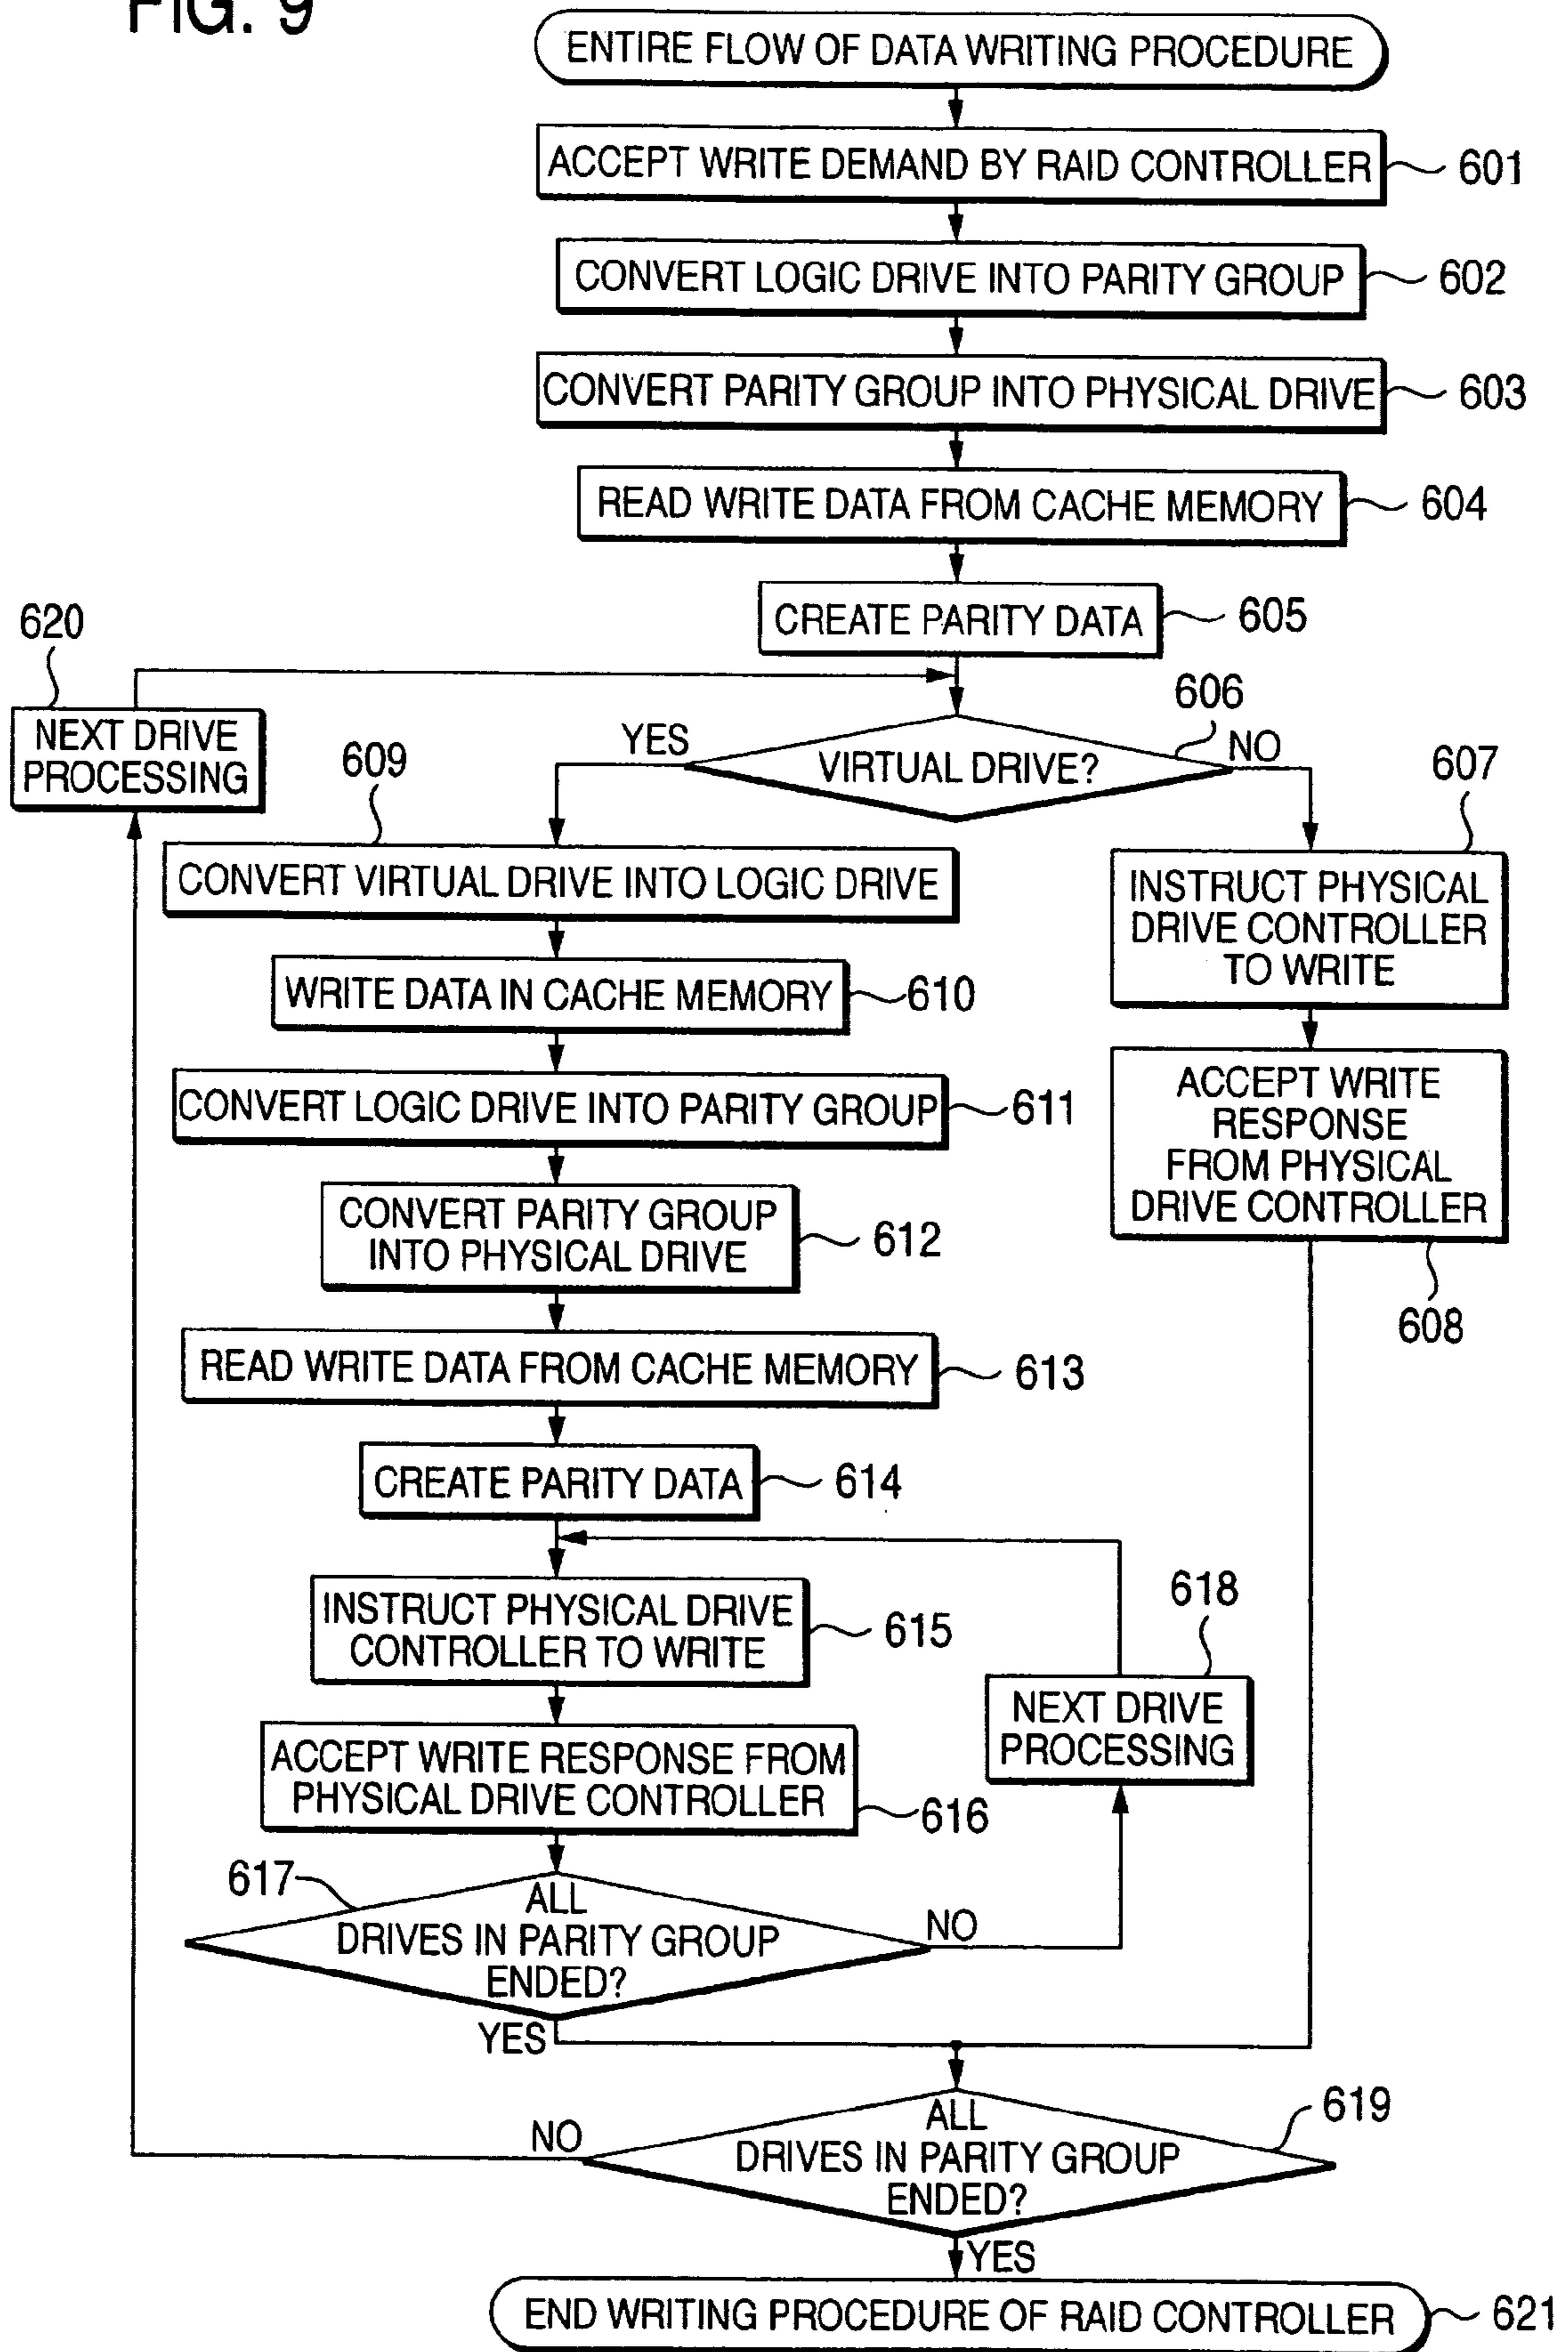 FIG. 9
ENTIRE FLOW OF DATA WRITING PROCEDURE
ACCEPT WRITE DEMAND BY RAID CONTROLLER
601
CONVERT LOGIC DRIVE INTO PARITY GROUP
602
CONVERT PARITY GROUP INTO PHYSICAL DRIVE
603
READ WRITE DATA FROM CACHE MEMORY
604
CREATE PARITY DATA
605
620
NEXT DRIVE
PROCESSING
606
VIRTUAL DRIVE?
YES
NO
609
CONVERT VIRTUAL DRIVE INTO LOGIC DRIVE
607
INSTRUCT PHYSICAL
DRIVE CONTROLLER
TO WRITE
WRITE DATA IN CACHE MEMORY
610
ACCEPT WRITE
RESPONSE
FROM PHYSICAL
DRIVE CONTROLLER
608
CONVERT LOGIC DRIVE INTO PARITY GROUP
611
CONVERT PARITY GROUP
INTO PHYSICAL DRIVE
612
READ WRITE DATA FROM CACHE MEMORY
613
CREATE PARITY DATA
614
INSTRUCT PHYSICAL DRIVE
CONTROLLER TO WRITE
615
618
NEXT DRIVE
PROCESSING
ACCEPT WRITE RESPONSE FROM
PHYSICAL DRIVE CONTROLLER
616
617
ALL
DRIVES IN PARITY GROUP
ENDED?
NO
YES
619
ALL
DRIVES IN PARITY GROUP
ENDED?
NO
YES
END WRITING PROCEDURE OF RAID CONTROLLER
621